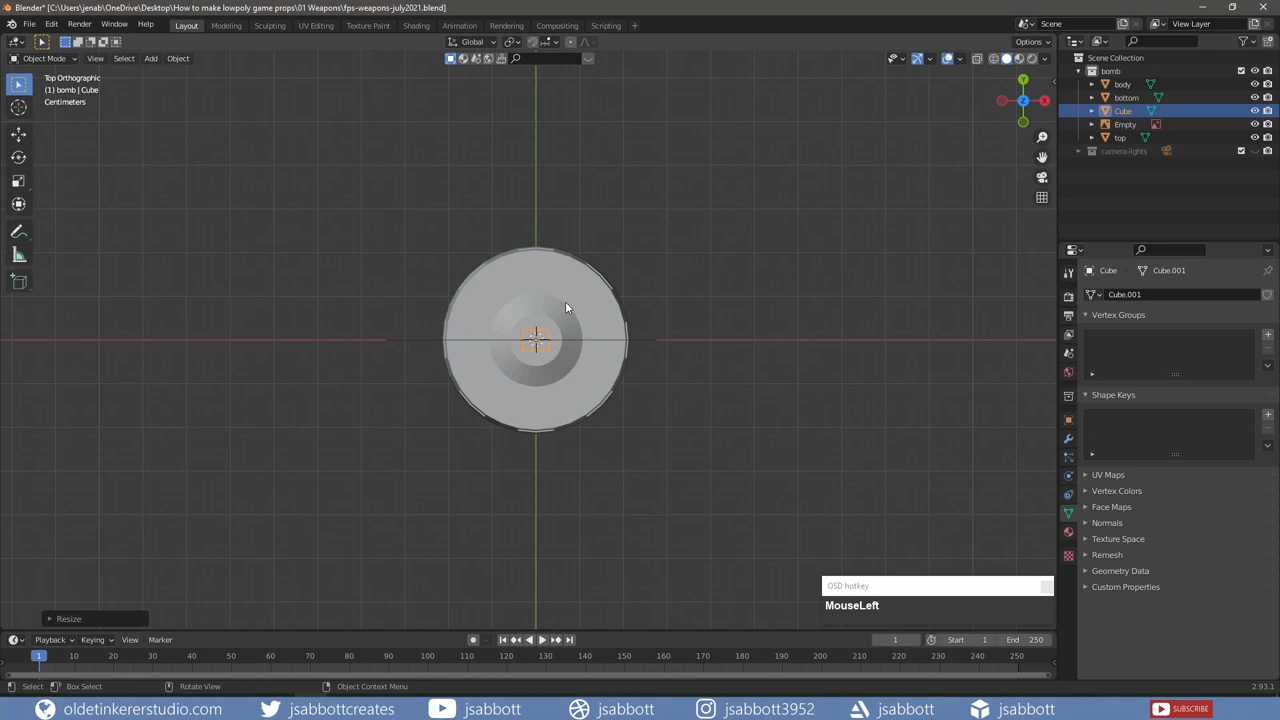 Blender* [C:\Users\jenab\OneDrive\Desktop\How to make lowpoly game props\01 Weapons\fps-weapons-july2021.blend]
File Edit Render Window Help Layout Modeling Sculpting UV Editing Texture Paint Shading Animation Rendering Compositing Scripting + Scene View Layer
Global Options
Object Mode View Select Add Object
Top Orthographic
(1) bomb | Cube
Centimeters
Y
X
Z
Scene Collection
bomb
body
bottom
Cube
Empty
top
camera-lights
Cube Cube.001
Cube.001
Vertex Groups
Shape Keys
UV Maps
Vertex Colors
Face Maps
Normals
Texture Space
Remesh
Geometry Data
Custom Properties
OSD hotkey
MouseLeft
Resize
Playback Keying View Marker 1 Start 1 End 250
1 10 20 30 40 50 60 70 80 90 100 110 120 130 140 150 160 170 180 190 200 210 220 230 240 250
Select Box Select Rotate View Object Context Menu 2.93.1
oldetinkererstudio.com jsabbottcreates jsabbott jsabbott jsabbott3952 jsabbott jsabbott SUBSCRIBE